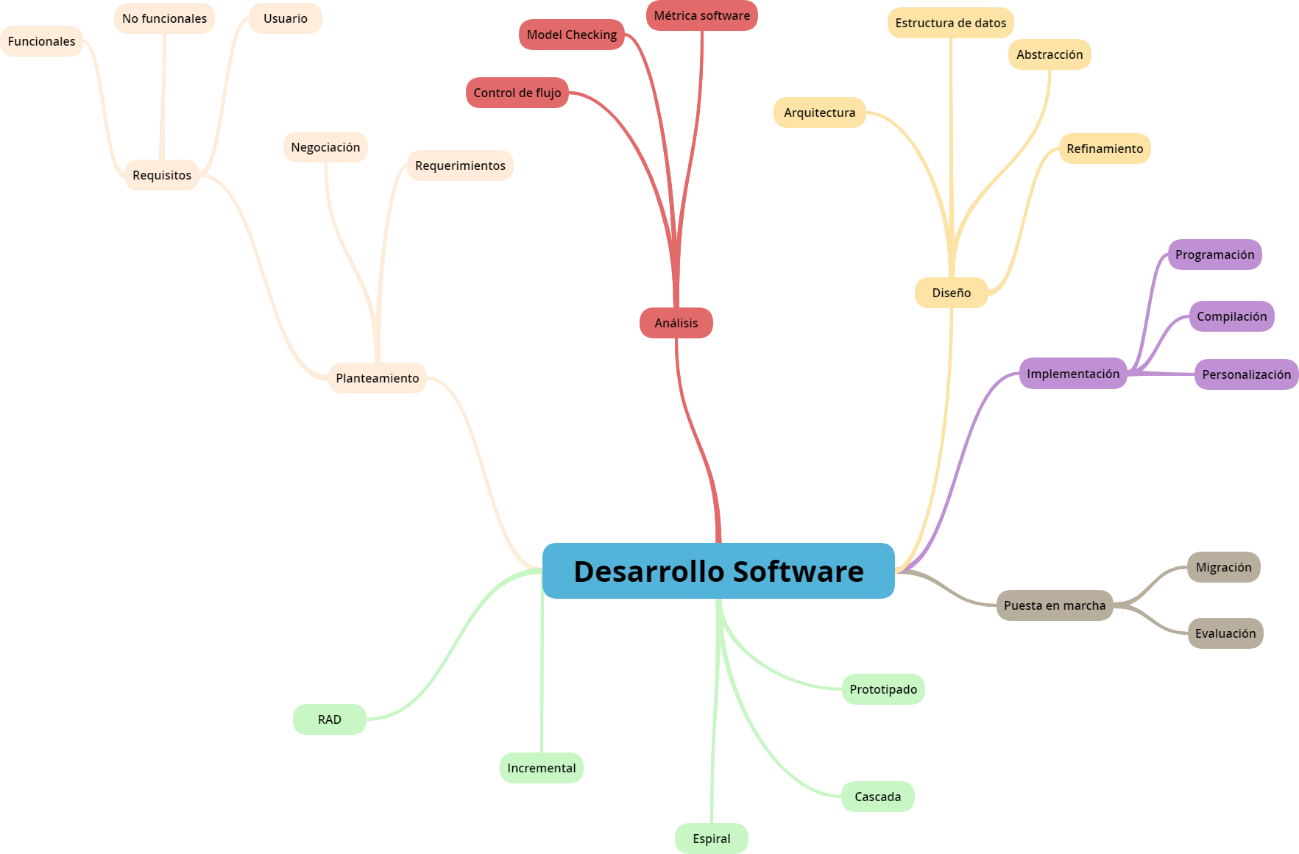 Funcionales
No funcionales
Usuario
Requisitos
Negociación
Requerimientos
Planteamiento
Métrica software
Model Checking
Control de flujo
Análisis
Estructura de datos
Abstracción
Arquitectura
Refinamiento
Diseño
Programación
Compilación
Implementación
Personalización
Desarrollo Software
Migración
Puesta en marcha
Evaluación
RAD
Incremental
Espiral
Prototipado
Cascada